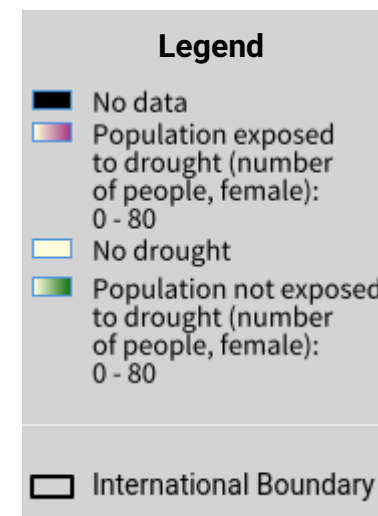 Legend
No data
Population exposed
to drought (number
of people, female):
0 - 80
No drought
Population not exposed
to drought (number
of people, female):
0 - 80
International Boundary